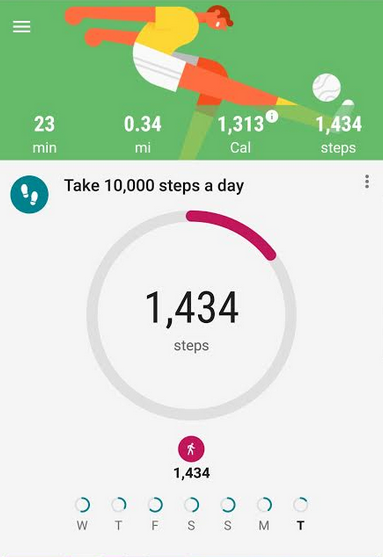 23 0.34 1,313 1,434
min mi Cal steps
Take 10,000 steps a day
1,434
steps
1,434
W T F S S M T